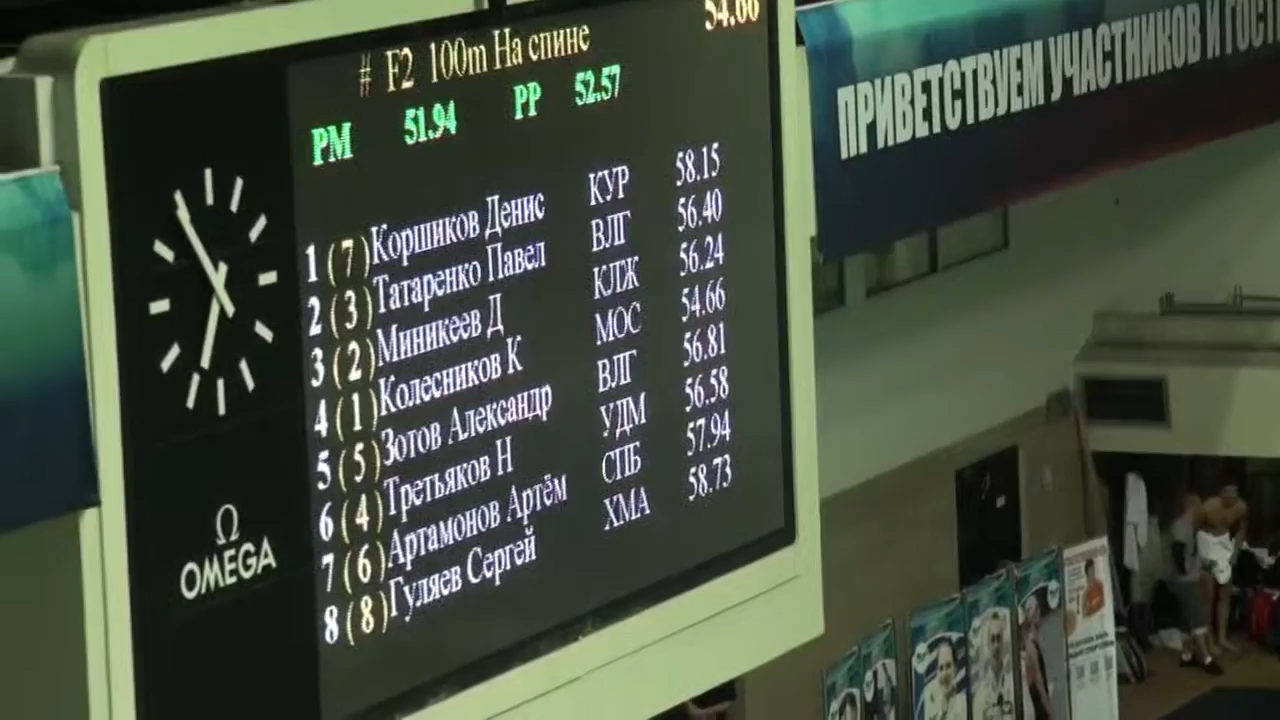 54.66
# F2 100m На спине
РМ 51.94 РР 52.57
1 (7) Коршиков Денис КУР 58.15
2 (3) Татаренко Павел ВЛГ 56.40
3 (2) Миникеев Д КЛЖ 56.24
4 (1) Колесников К МОС 54.66
5 (5) Зотов Александр ВЛГ 56.81
6 (4) Третьяков Н УДМ 56.58
7 (6) Артамонов Артём СПБ 57.94
8 (8) Гуляев Сергей ХМА 58.73
Ω
OMEGA
ПРИВЕТСТВУЕМ УЧАСТНИКОВ И ГОСТ